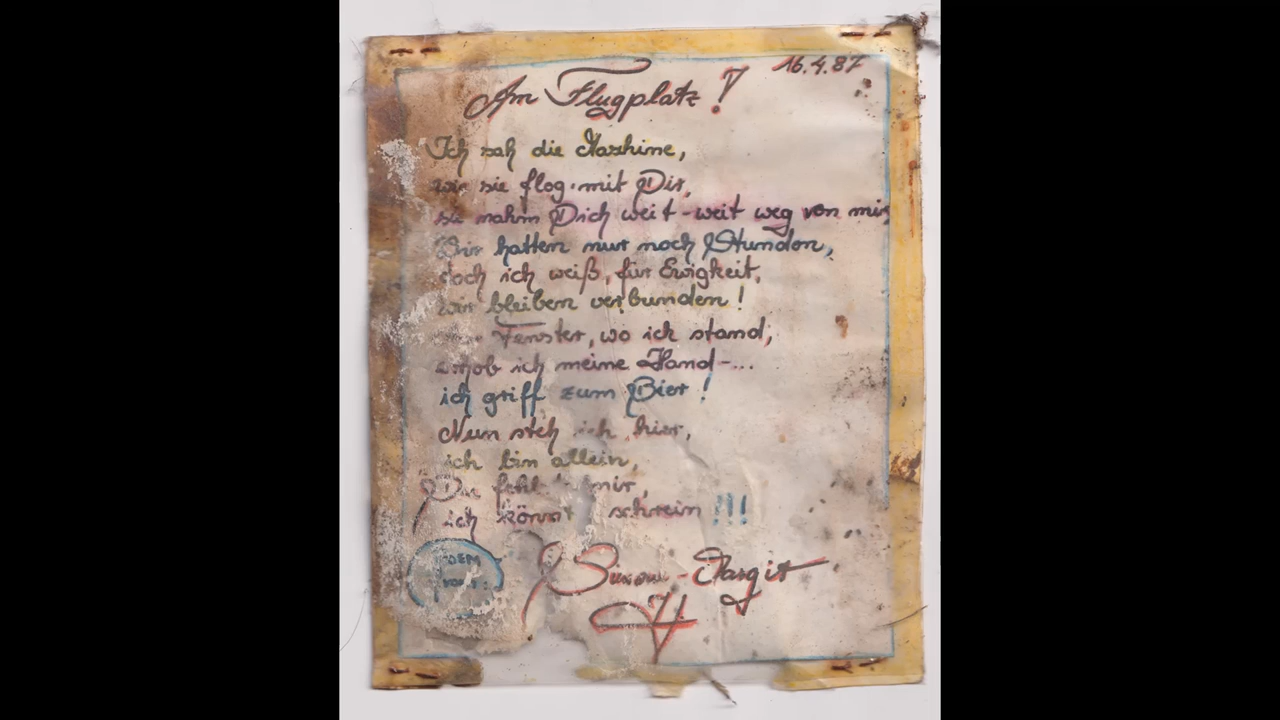 16.4.87
Am Flugplatz!
Ich sah die Maschine,
wie sie flog mit Dir,
sie nahm Dich weit-weit weg von mir
Wir hatten nur noch Stunden,
doch ich weiß, für Ewigkeit,
wir bleiben verbunden!
Fenster, wo ich stand,
erhob ich meine Hand-...
ich griff zum Bier!
Nun steh ich hier,
ich bin allein,
Du mir,
ich könnt schrein !!!
DEM
-Margit